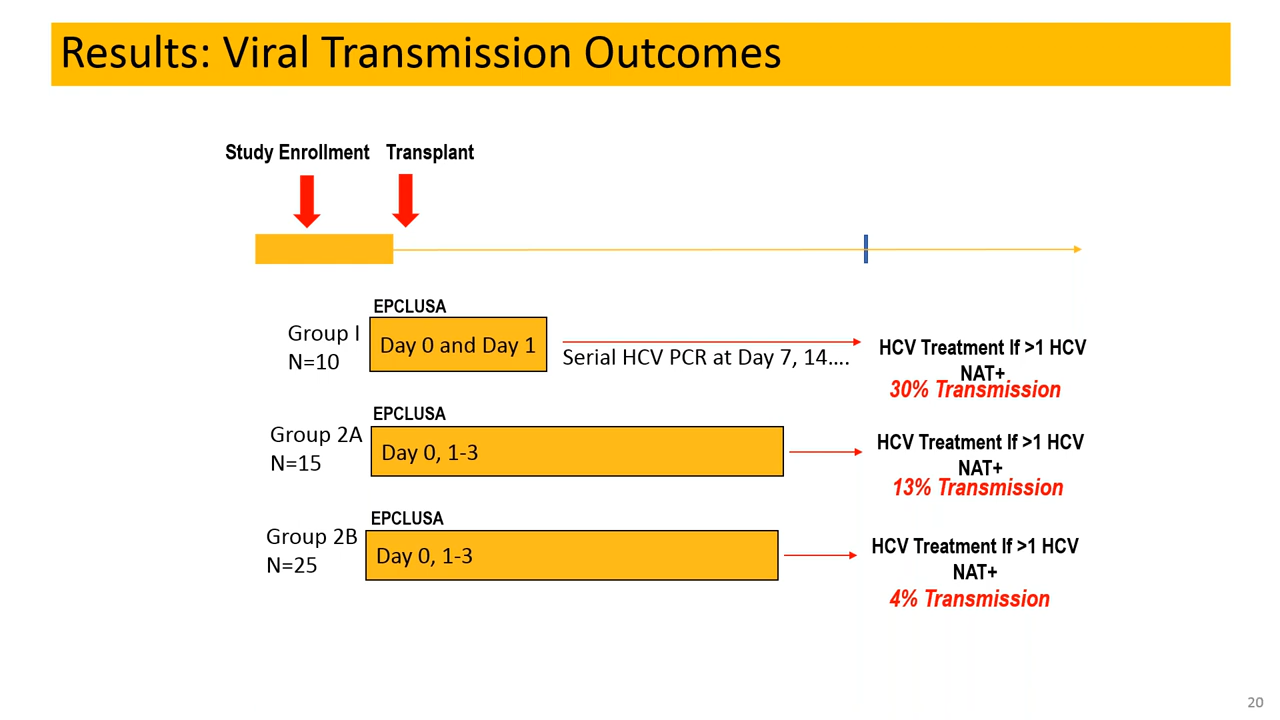 Results: Viral Transmission Outcomes
Study Enrollment
Transplant
EPCLUSA
Group I
N=10
Day 0 and Day 1
Serial HCV PCR at Day 7, 14....
HCV Treatment If >1 HCV
NAT+
30% Transmission
EPCLUSA
Group 2A
N=15
Day 0, 1-3
HCV Treatment If >1 HCV
NAT+
13% Transmission
EPCLUSA
Group 2B
N=25
Day 0, 1-3
HCV Treatment If >1 HCV
NAT+
4% Transmission
20